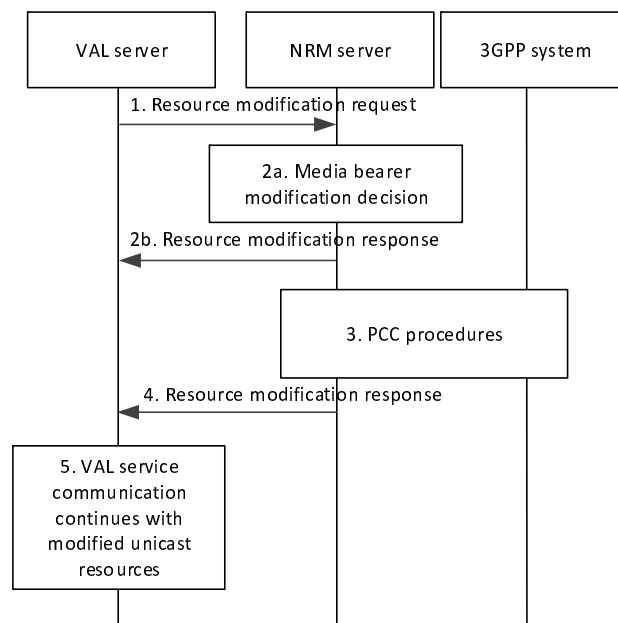 VAL server
NRM server
3GPP system
1. Resource modification request
2a. Media bearer
modification decision
2b. Resource modification response
3. PCC procedures
4. Resource modification response
5. VAL service
communication
continues with
modified unicast
resources